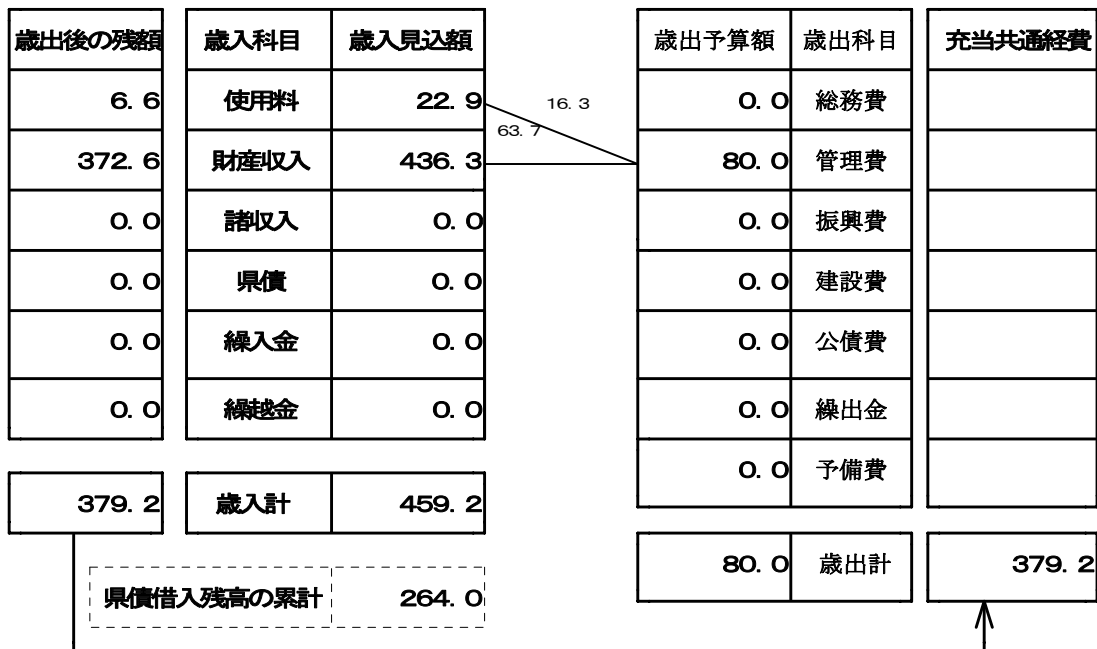 歳出後の残額 歳入科目 歳入見込額 歳出予算額 歳出科目 充当共通経費
6.6 使用料 22.9 16.3 0.0 総務費
63.7
372.6 財産収入 436.3 80.0 管理費
0.0 諸収入 0.0 0.0 振興費
0.0 県債 0.0 0.0 建設費
0.0 繰入金 0.0 0.0 公債費
0.0 繰越金 0.0 0.0 繰出金
0.0 予備費
379.2 歳入計 459.2
80.0 歳出計 379.2
県債借入残高の累計 264.0